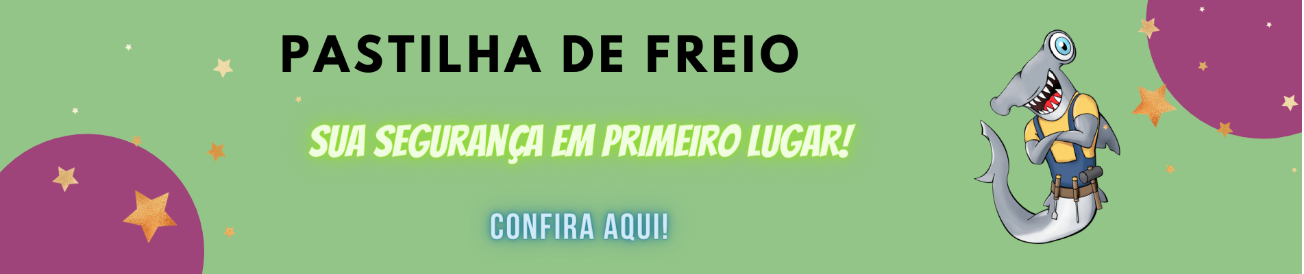 PASTILHA DE FREIO
SUA SEGURANÇA EM PRIMEIRO LUGAR!
CONFIRA AQUI!